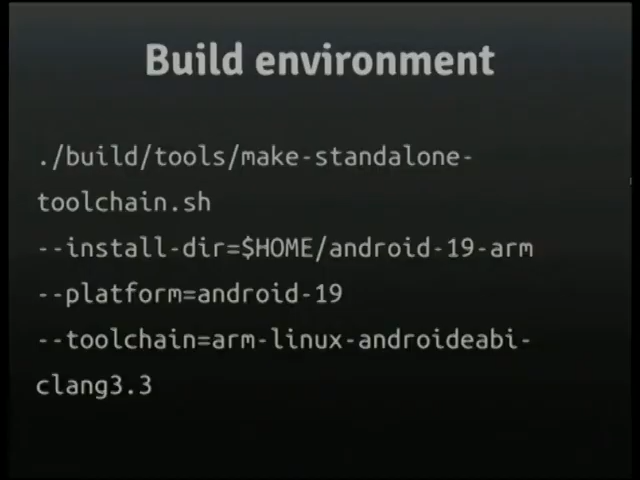 Build environment
./build/tools/make-standalone-
toolchain.sh
--install-dir=$HOME/android-19-arm
--platform=android-19
--toolchain=arm-linux-androideabi-
clang3.3